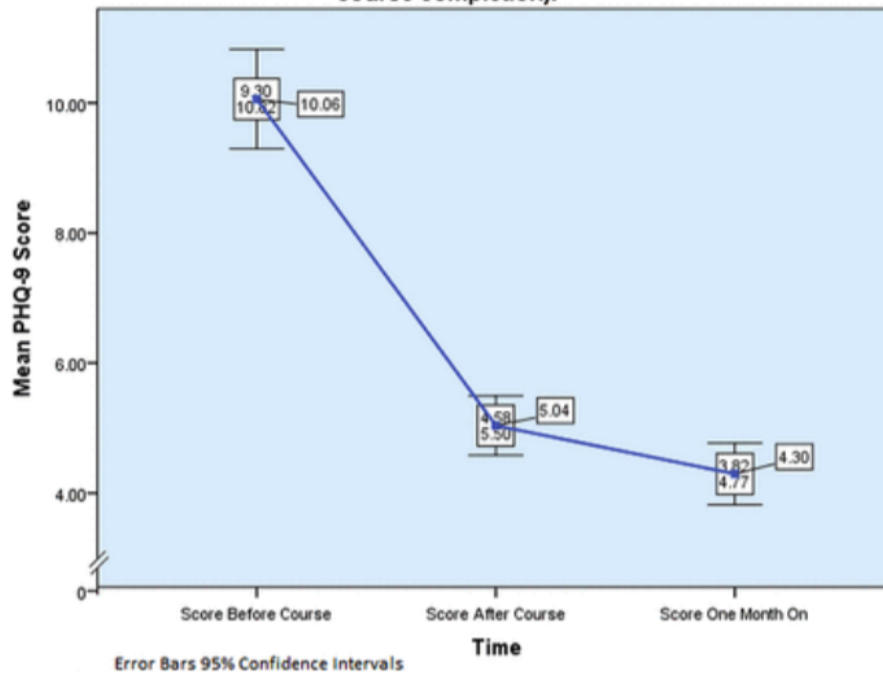 course completion).
10.00
8.00
6.00
4.00
0
Mean PHQ-9 Score
9.30
10.82
10.06
4.58
5.50
5.04
3.82
4.77
4.30
Score Before Course
Score After Course
Score One Month On
Time
Error Bars 95% Confidence Intervals